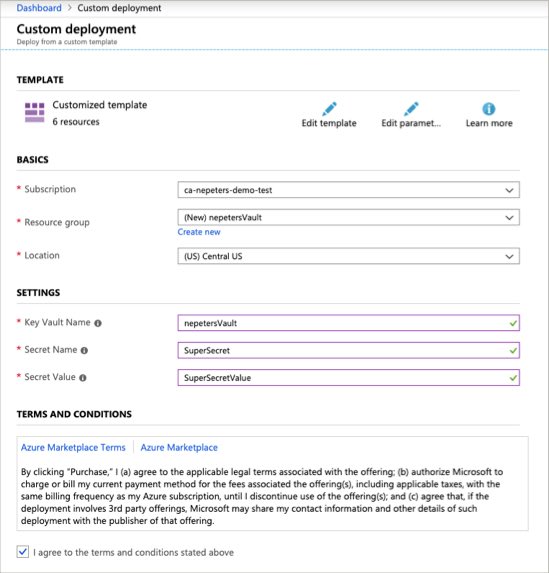 Dashboard > Custom deployment
Custom deployment
Deploy from a custom template
TEMPLATE
Customized template
6 resources
Edit template
Edit paramet...
Learn more
BASICS
* Subscription
ca-nepeters-demo-test
* Resource group
(New) nepetersVault
Create new
* Location
(US) Central US
SETTINGS
* Key Vault Name
nepetersVault
* Secret Name
SuperSecret
* Secret Value
SuperSecretValue
TERMS AND CONDITIONS
Azure Marketplace Terms | Azure Marketplace
By clicking "Purchase," I (a) agree to the applicable legal terms associated with the offering; (b) authorize Microsoft to
charge or bill my current payment method for the fees associated the offering(s), including applicable taxes, with the
same billing frequency as my Azure subscription, until I discontinue use of the offering(s); and (c) agree that, if the
deployment involves 3rd party offerings, Microsoft may share my contact information and other details of such
deployment with the publisher of that offering.
I agree to the terms and conditions stated above